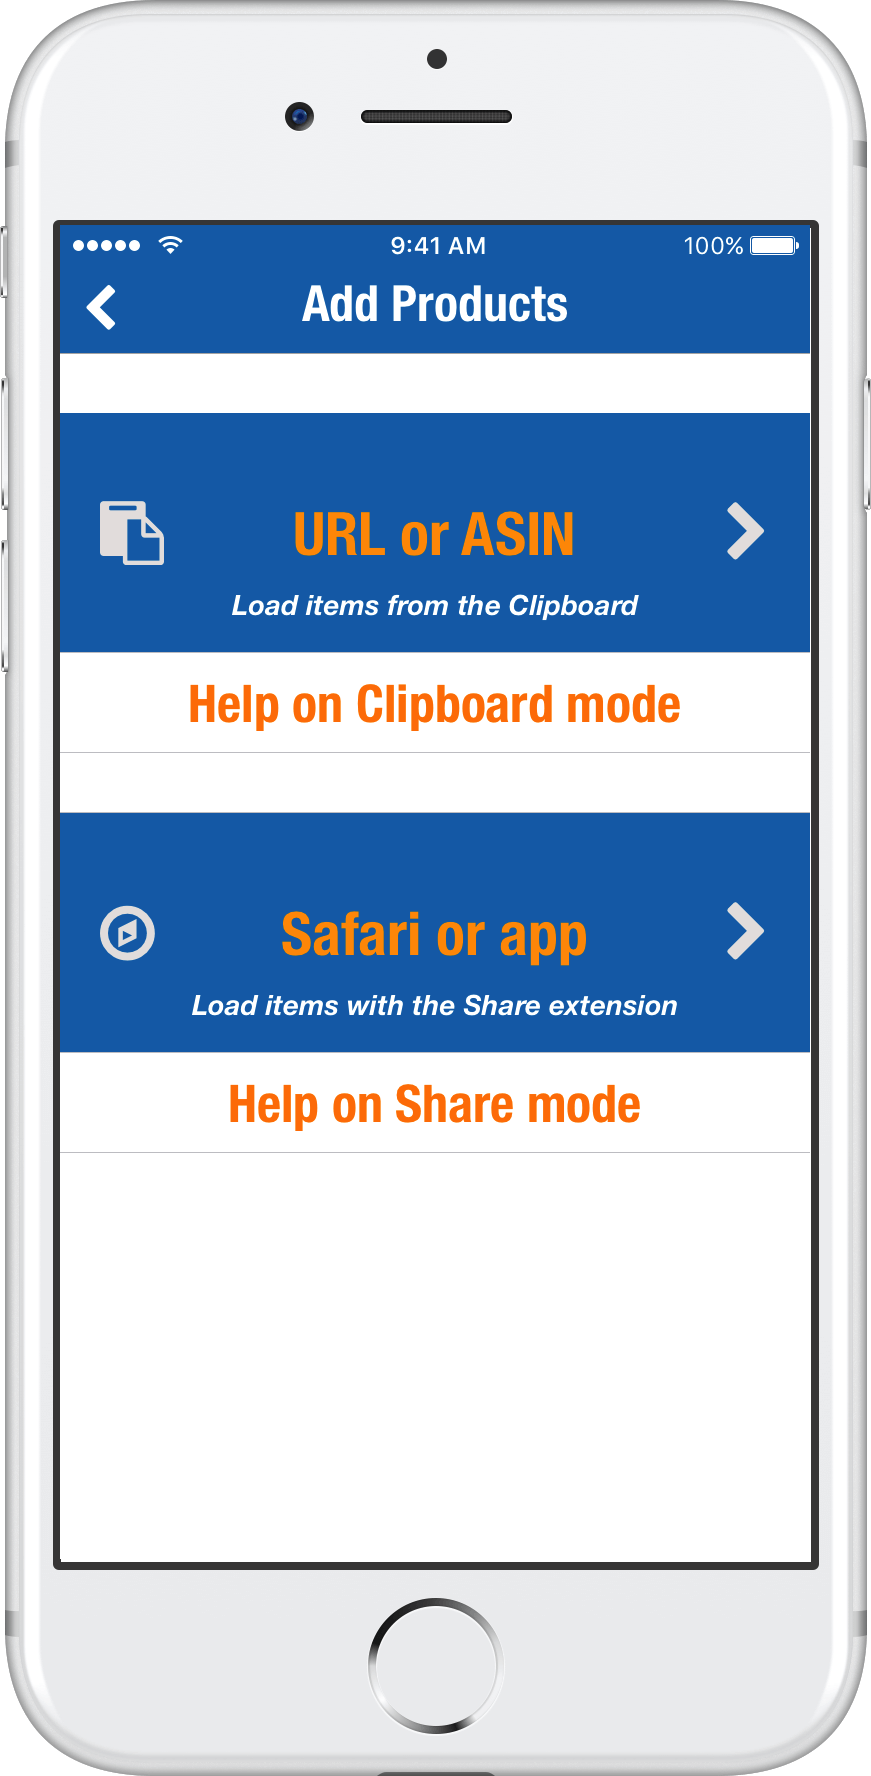 9:41 AM
100%
Add Products
URL or ASIN
Load items from the Clipboard
Help on Clipboard mode
Safari or app
Load items with the Share extension
Help on Share mode